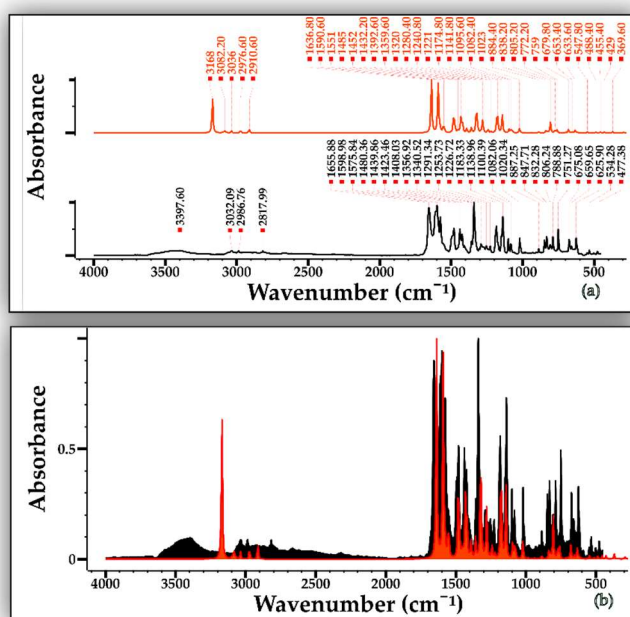 1636.80 1590.60 1551 1485 1452 1432.20 1392.60 1359.60 1320 1280.40 1240.80 1221 1174.80 1141.80 1095.60 1082.40 1023 884.40 838.20 805.20 772.20 759 679.80 653.40 633.60 547.80 488.40 455.40 429 369.60
3168 3082.20 3036 2976.60 2910.60
Absorbance
1655.88 1598.98 1575.84 1480.36 1439.86 1423.46 1408.03 1356.92 1340.52 1291.34 1253.73 1226.72 1183.33 1138.96 1100.39 1082.06 1020.34 887.25 847.71 832.28 806.24 788.88 751.27 675.08 659.65 625.90 534.28 477.38
3397.60 3032.09 2986.76 2817.99
4000 3500 3000 2500 2000 1500 1000 500
Wavenumber (cm⁻¹) (a)
Absorbance
0.5
0
4000 3500 3000 2500 2000 1500 1000 500
Wavenumber (cm⁻¹) (b)